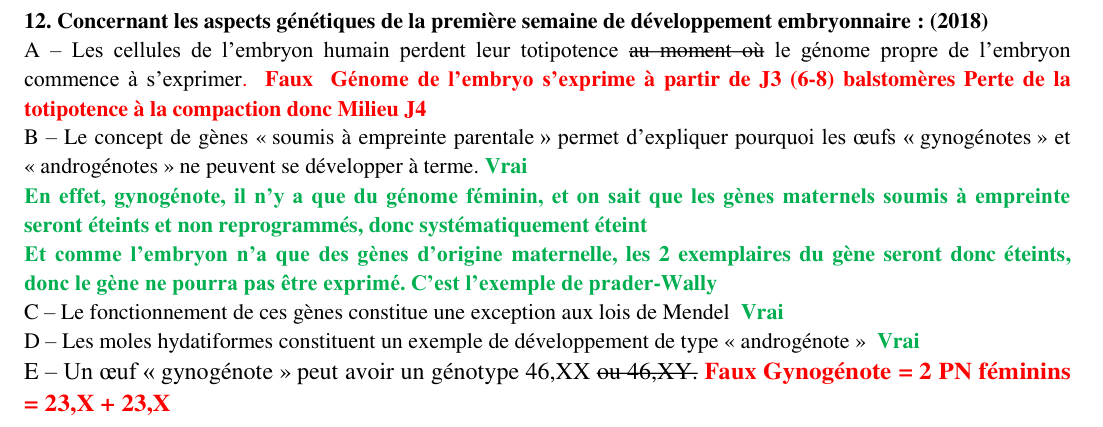 12. Concernant les aspects génétiques de la première semaine de développement embryonnaire : (2018)
A – Les cellules de l'embryon humain perdent leur totipotence au moment où le génome propre de l'embryon
commence à s'exprimer. Faux Génome de l'embryo s'exprime à partir de J3 (6-8) balstomères Perte de la
totipotence à la compaction donc Milieu J4
B – Le concept de gènes « soumis à empreinte parentale » permet d'expliquer pourquoi les œufs « gynogénotes » et
« androgénotes » ne peuvent se développer à terme. Vrai
En effet, gynogénote, il n'y a que du génome féminin, et on sait que les gènes maternels soumis à empreinte
seront éteints et non reprogrammés, donc systématiquement éteint
Et comme l'embryon n'a que des gènes d'origine maternelle, les 2 exemplaires du gène seront donc éteints,
donc le gène ne pourra pas être exprimé. C'est l'exemple de prader-Wally
C – Le fonctionnement de ces gènes constitue une exception aux lois de Mendel Vrai
D – Les moles hydatiformes constituent un exemple de développement de type « androgénote » Vrai
E – Un œuf « gynogénote » peut avoir un génotype 46,XX ou 46,XY. Faux Gynogénote = 2 PN féminins
= 23,X + 23,X